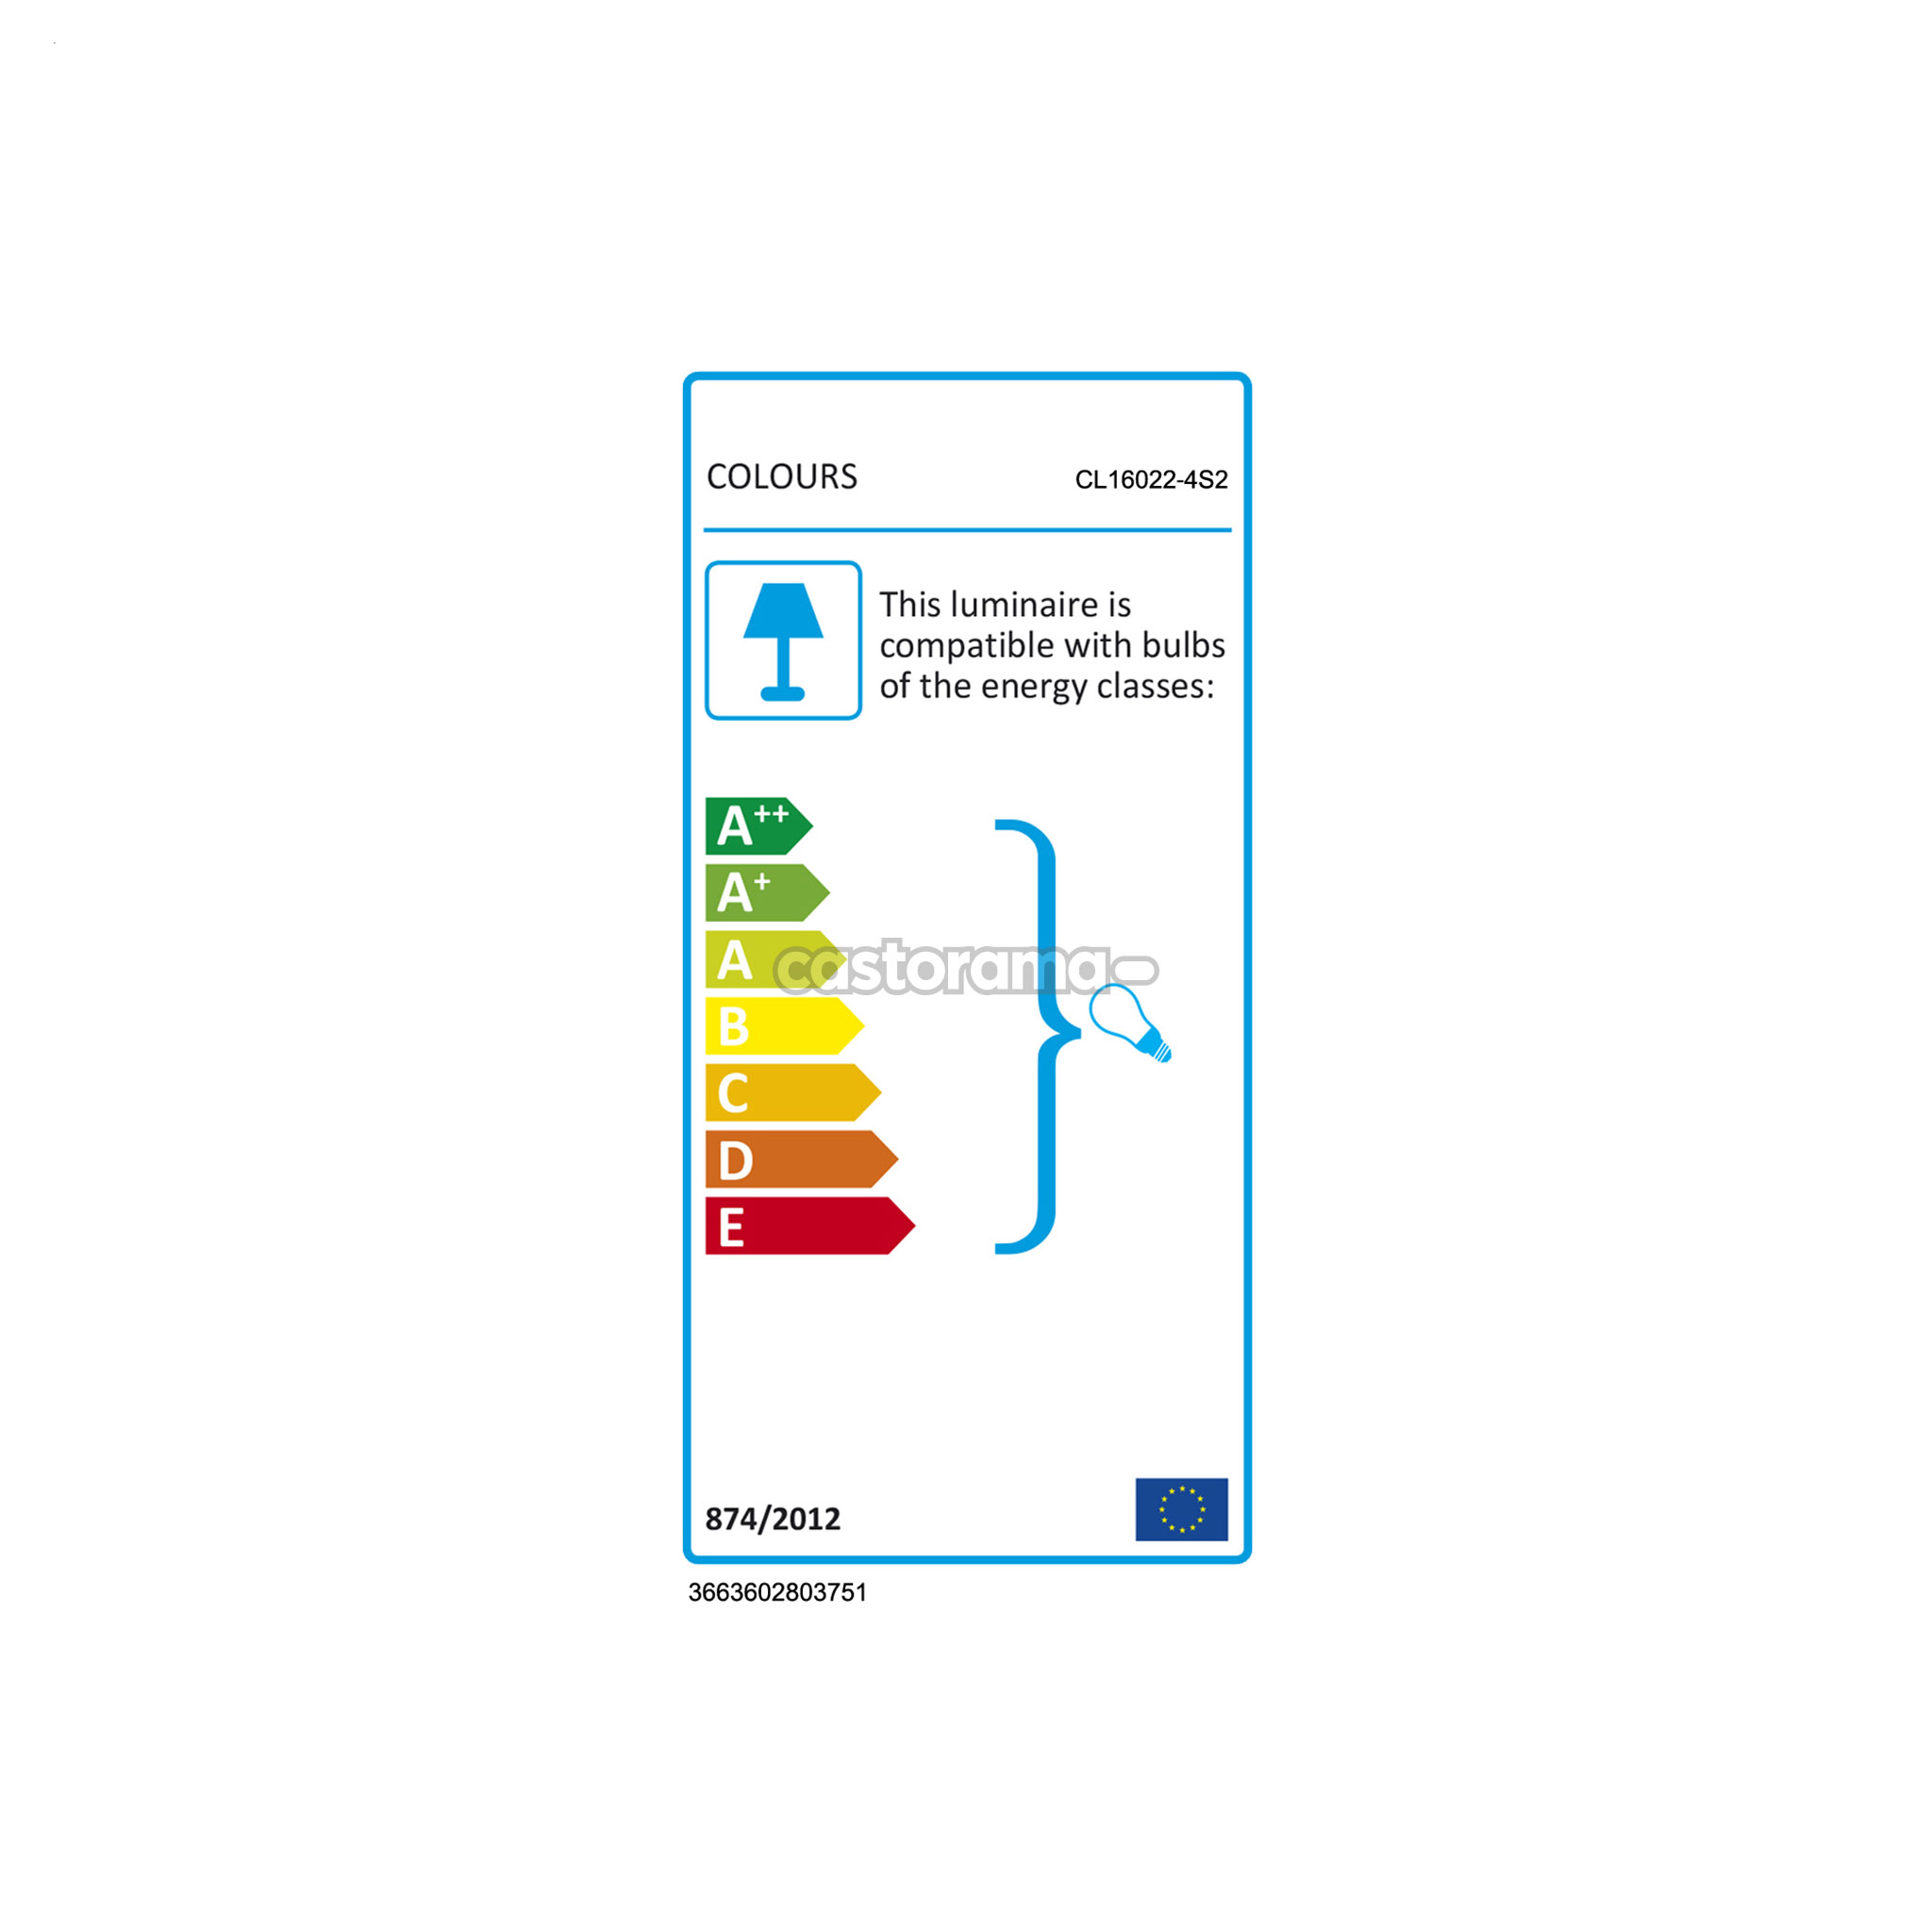 COLOURS CL16022-4S2
This luminaire is
compatible with bulbs
of the energy classes:
A++
A+
A
castorama
B
C
D
E
874/2012
3663602803751